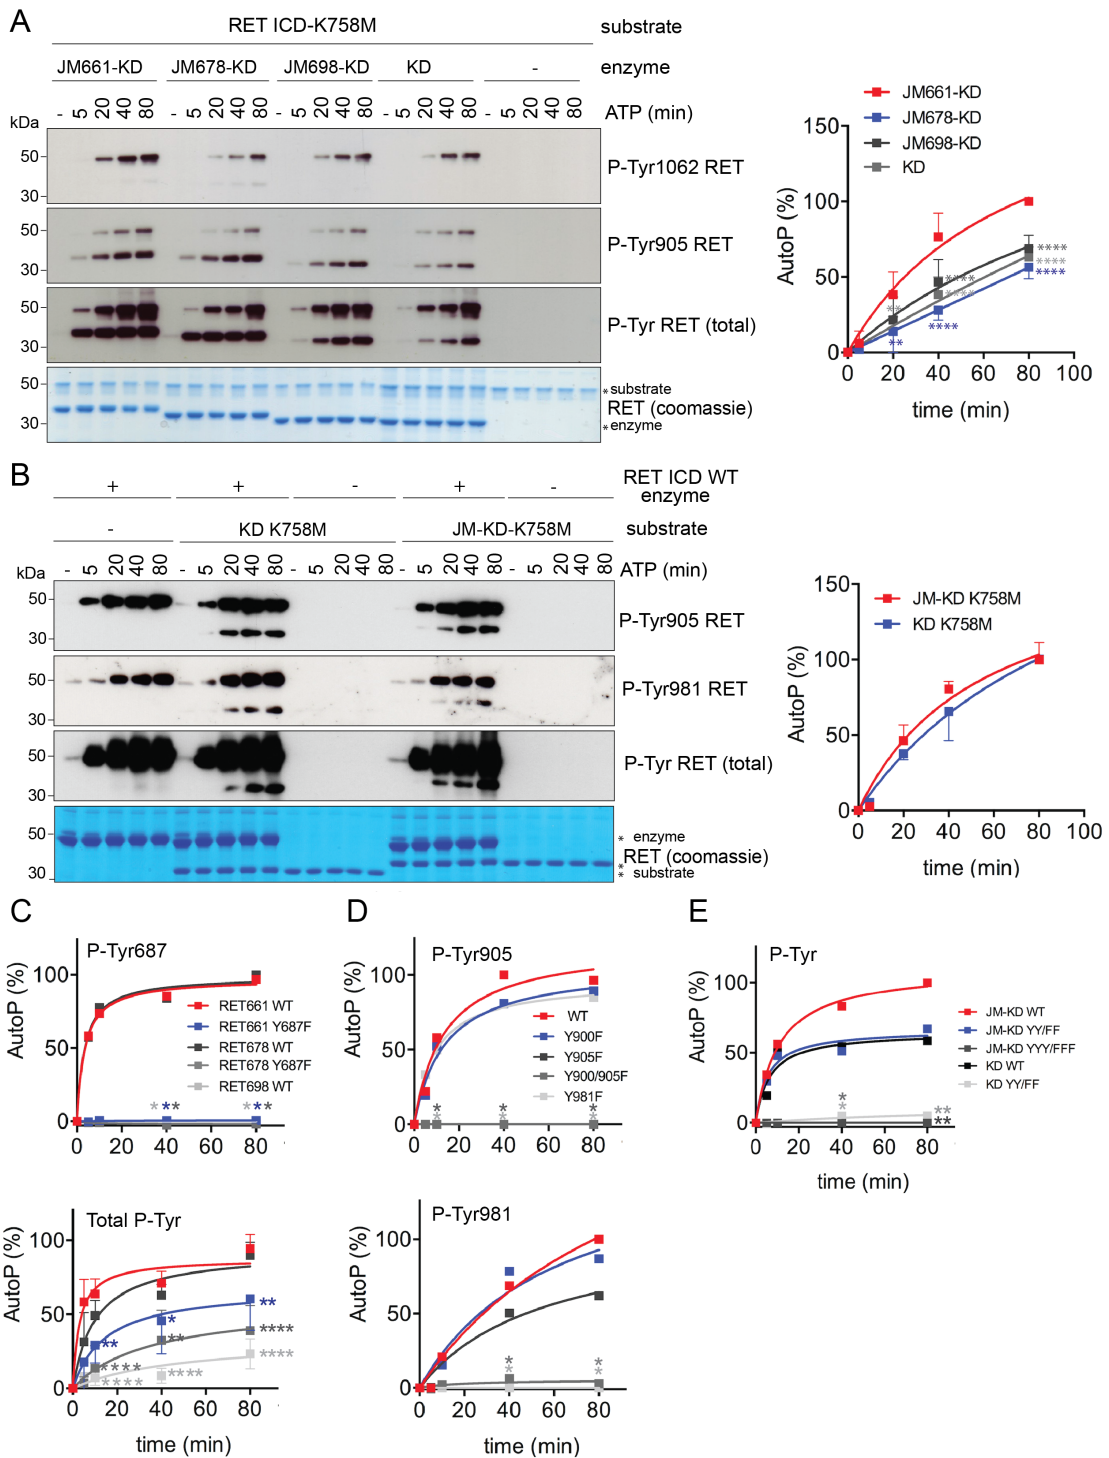 A
RET ICD-K758M substrate
JM661-KD JM678-KD JM698-KD KD - enzyme
- 5 20 40 80 - 5 20 40 80 - 5 20 40 80 - 5 20 40 80 - 5 20 40 80 ATP (min)
kDa
50
P-Tyr1062 RET
30
50
P-Tyr905 RET
30
50
P-Tyr RET (total)
30
50
*substrate
RET (coomassie)
30
*enzyme
JM661-KD
JM678-KD
JM698-KD
KD
AutoP (%)
150
100
50
0
** ** **** **** **** **** **** ****
0 20 40 60 80 100
time (min)
B
+ + - + - RET ICD WT
enzyme
- KD K758M JM-KD-K758M substrate
- 5 20 40 80 - 5 20 40 80 - 5 20 40 80 - 5 20 40 80 - 5 20 40 80 ATP (min)
kDa
50
P-Tyr905 RET
30
50
P-Tyr981 RET
30
50
P-Tyr RET (total)
30
50
* enzyme
RET (coomassie)
30
* substrate
JM-KD K758M
KD K758M
AutoP (%)
150
100
50
0
0 20 40 60 80 100
time (min)
C
P-Tyr687
AutoP (%)
100
50
0
RET661 WT
RET661 Y687F
RET678 WT
RET678 Y687F
RET698 WT
* ** * **
0 20 40 60 80
Total P-Tyr
AutoP (%)
100
50
0
** * ** **** ** **** **** **** ****
0 20 40 60 80
time (min)
D
P-Tyr905
AutoP (%)
100
50
0
WT
Y900F
Y905F
Y900/905F
Y981F
* * * * * *
0 20 40 60 80
P-Tyr981
AutoP (%)
100
50
0
* * * *
0 20 40 60 80
time (min)
E
P-Tyr
AutoP (%)
100
50
0
JM-KD WT
JM-KD YY/FF
JM-KD YYY/FFF
KD WT
KD YY/FF
* * ** **
0 20 40 60 80
time (min)